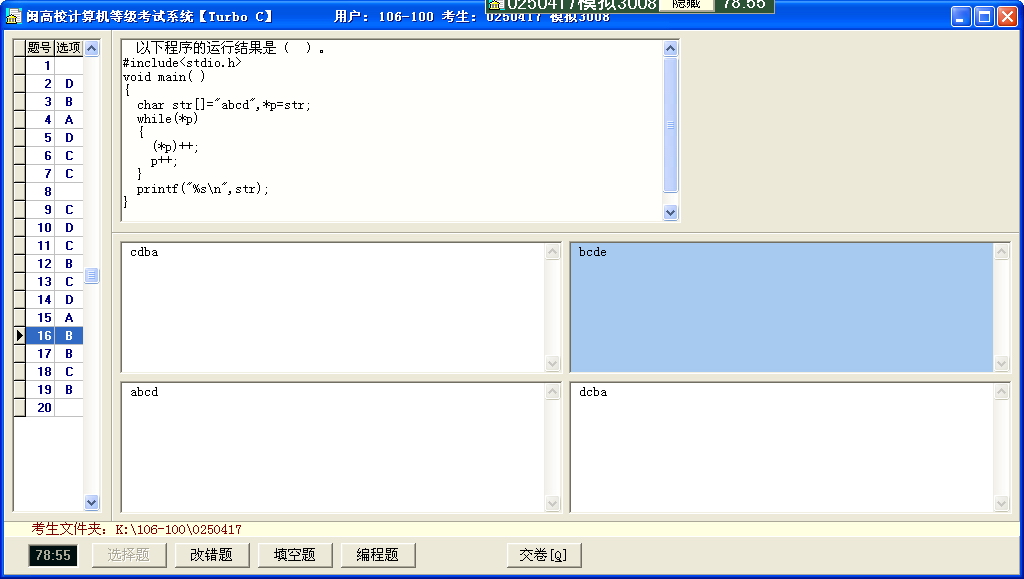 闽高校计算机等级考试系统【Turbo C】 用户: 106-100 考生: 0250417 模拟3008
0250417模拟3008 隐藏 78:55
题号 选项
1
2 D
3 B
4 A
5 D
6 C
7 C
8
9 C
10 D
11 C
12 B
13 C
14 D
15 A
16 B
17 B
18 C
19 B
20
以下程序的运行结果是（ ）。
#include<stdio.h>
void main( )
{
char str[]="abcd",*p=str;
while(*p)
{
(*p)++;
p++;
}
printf("%s\n",str);
}
cdba
bcde
abcd
dcba
考生文件夹: K:\106-100\0250417
78:55 选择题 改错题 填空题 编程题 交卷[Q]